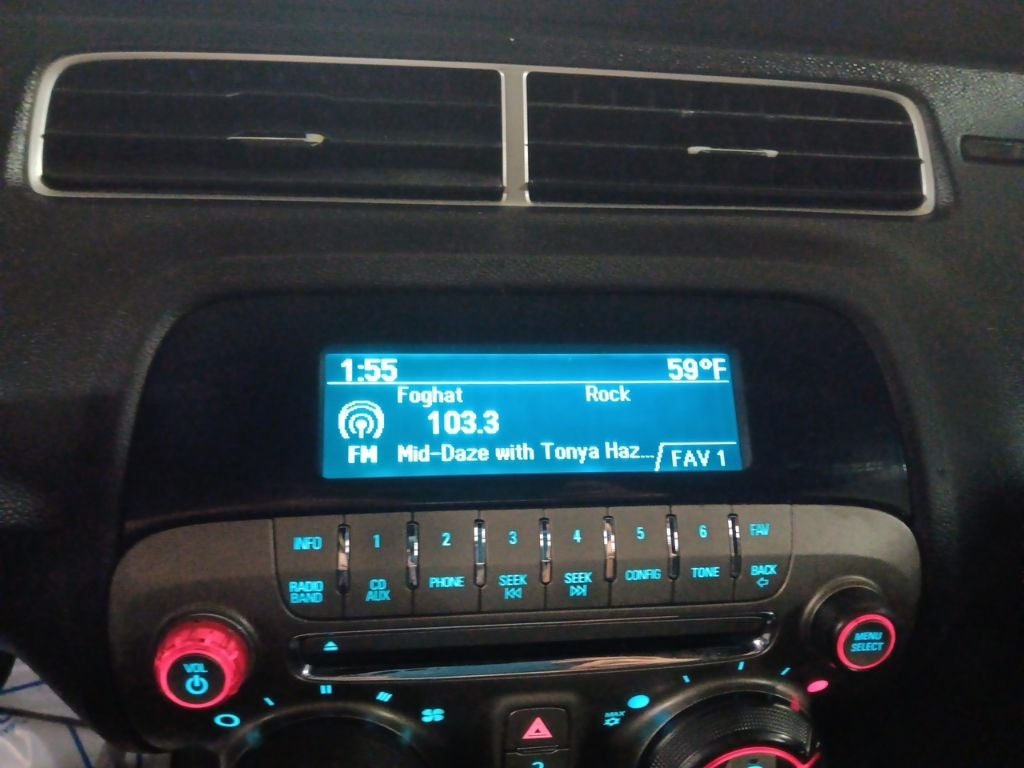 1:55 59°F
Foghat Rock
103.3
FM Mid-Daze with Tonya Haz... FAV 1
INFO 1 2 3 4 5 6 FAV
RADIO BAND CD AUX PHONE SEEK SEEK CONFIG TONE BACK
VOL
MENU
SELECT
MAX